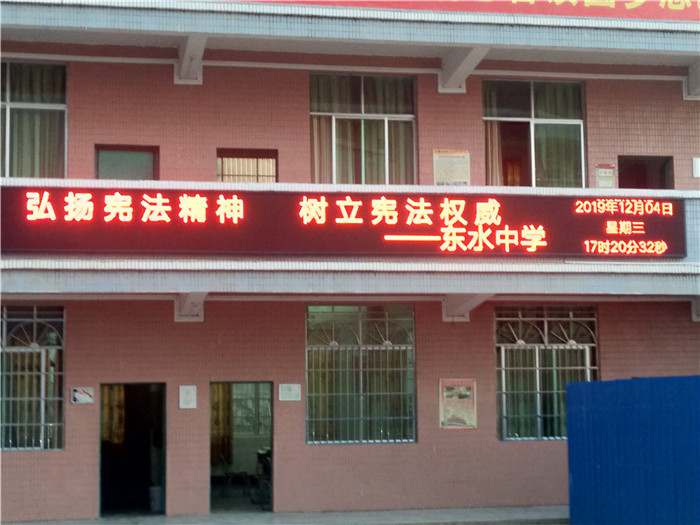 弘扬宪法精神 树立宪法权威
——东水中学
2019年12月04日
星期三
17时20分32秒